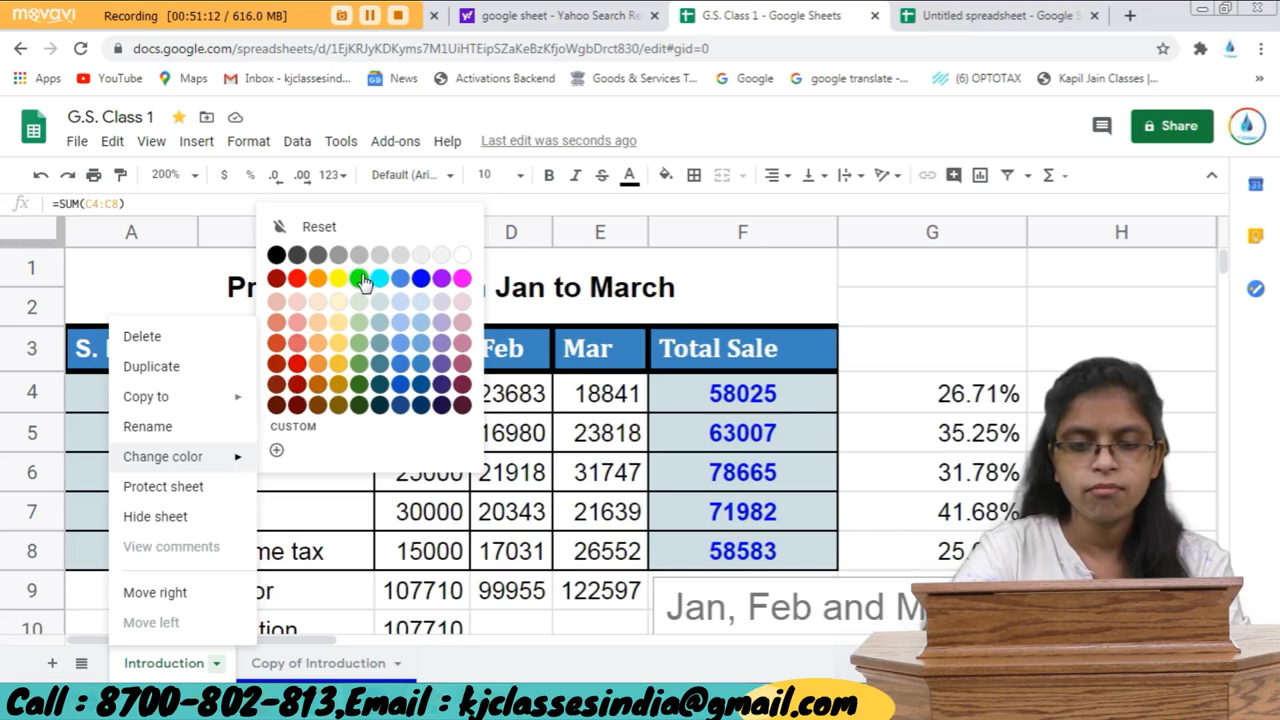 movavi Recording 00:51:12 / 616.0 MB
google sheet - Yahoo Search Re
G.S. Class 1 - Google Sheets
Untitled spreadsheet - Google S
docs.google.com/spreadsheets/d/1EjKRJyKDKyms7M1UiHTEipSZaKeBzKfjoWgbDrct830/edit#gid=0
Apps YouTube Maps Inbox - kjclassesind... News Activations Backend Goods & Services T... Google google translate -... (6) OPTOTAX Kapil Jain Classes |...
G.S. Class 1
Share
File Edit View Insert Format Data Tools Add-ons Help Last edit was seconds ago
200% $ % .0 .00 123 Default (Ari... 10 B I S A
fx =SUM(C4:C8)
Reset
A D E F G H
1 Pr Jan to March
2
3 S. Feb Mar Total Sale
4 23683 18841 58025 26.71%
5 16980 23818 63007 35.25%
6 25000 21918 31747 78665 31.78%
7 30000 20343 21639 71982 41.68%
8 me tax 15000 17031 26552 58583
9 or 107710 99955 122597
10 tion 107710
Jan, Feb and M
CUSTOM
Delete
Duplicate
Copy to
Rename
Change color
Protect sheet
Hide sheet
View comments
Move right
Move left
Introduction Copy of Introduction
Call : 8700-802-813,Email : kjclassesindia@gmail.com